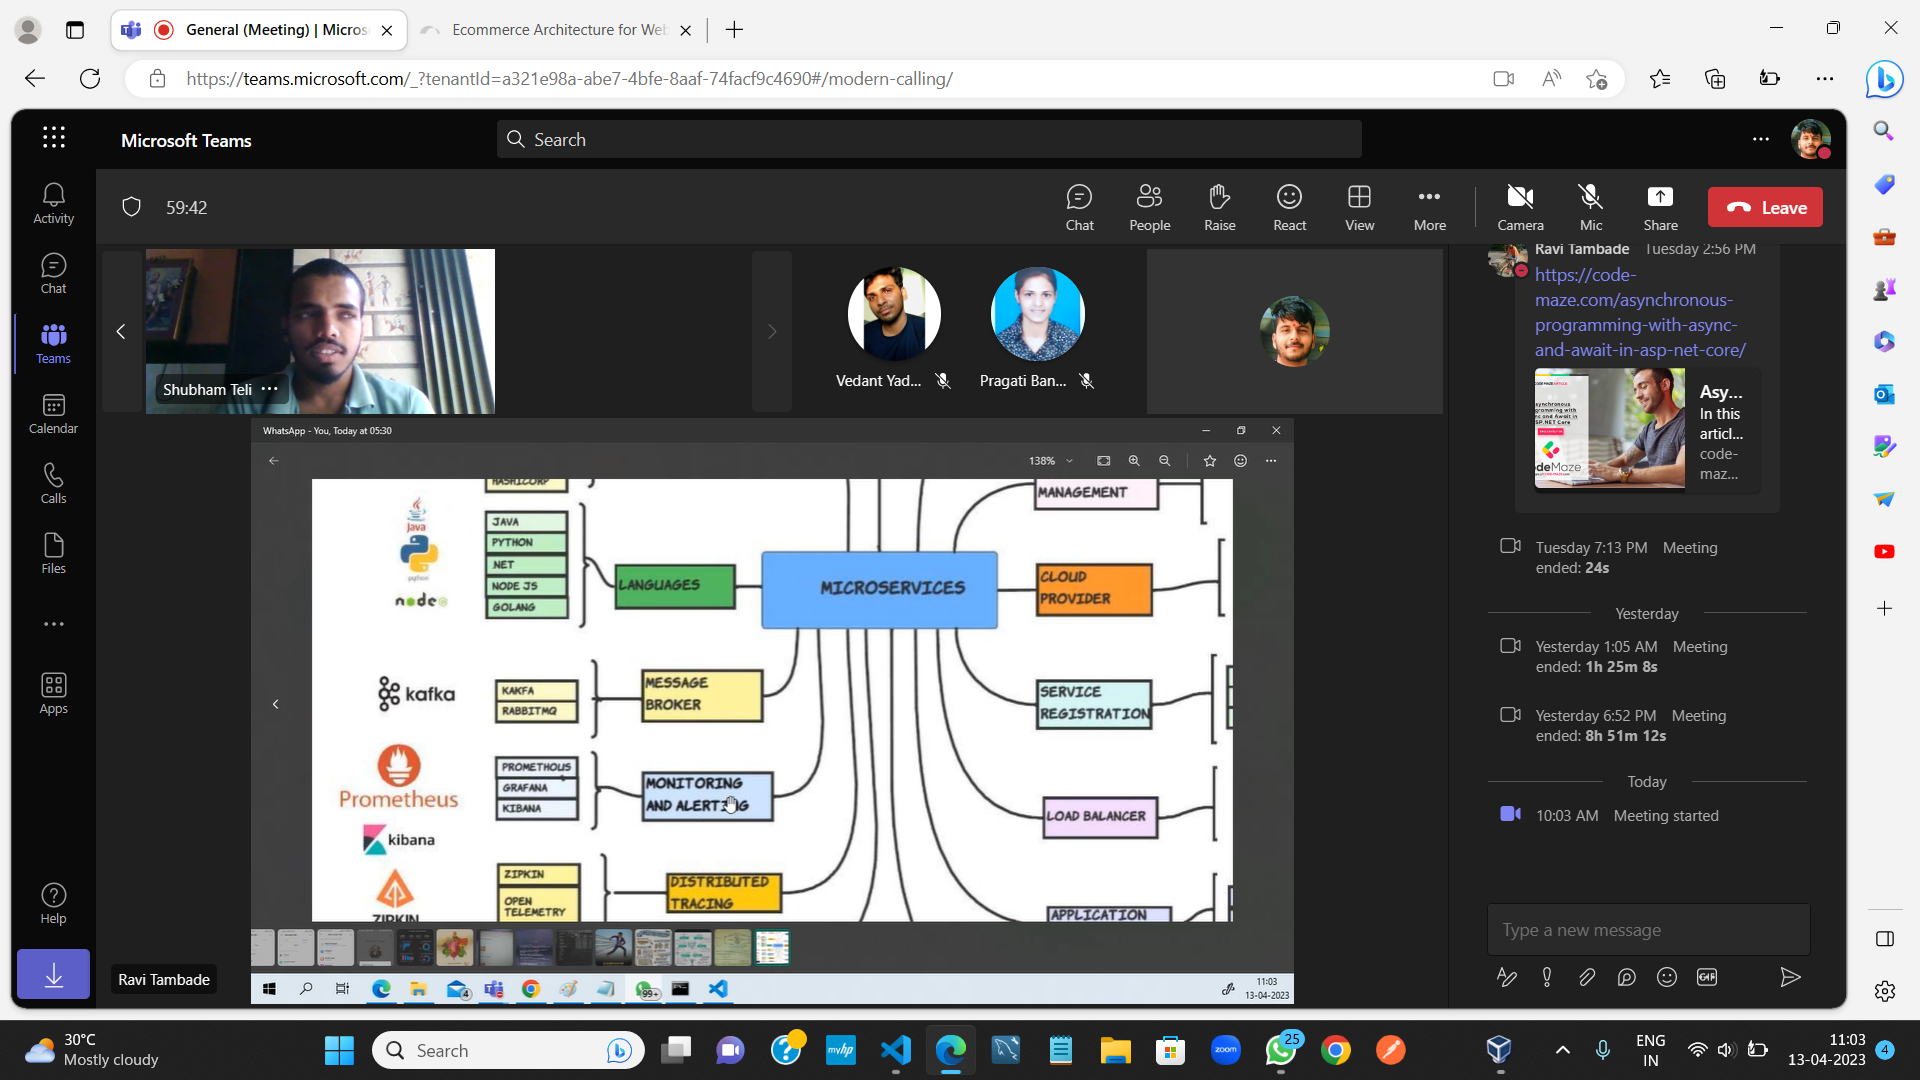 General (Meeting) | Micros
Ecommerce Architecture for Web
https://teams.microsoft.com/_?tenantId=a321e98a-abe7-4bfe-8aaf-74facf9c4690#/modern-calling/
Microsoft Teams
Search
59:42
Chat
People
Raise
React
View
More
Camera
Mic
Share
Leave
Activity
Chat
Teams
Calendar
Calls
Files
Apps
Help
Shubham Teli
Vedant Yad...
Pragati Ban...
Ravi Tambade Tuesday 2:56 PM
https://code-
maze.com/asynchronous-
programming-with-async-
and-await-in-asp-net-core/
Asy...
In this
articl...
code-
maz...
Tuesday 7:13 PM Meeting
ended: 24s
Yesterday
Yesterday 1:05 AM Meeting
ended: 1h 25m 8s
Yesterday 6:52 PM Meeting
ended: 8h 51m 12s
Today
10:03 AM Meeting started
Type a new message
WhatsApp - You, Today at 05:30
138%
HASHICORP
Java
python
node
JAVA
PYTHON
.NET
NODE JS
GOLANG
LANGUAGES
MICROSERVICES
MANAGEMENT
CLOUD
PROVIDER
kafka
KAKFA
RABBITMQ
MESSAGE
BROKER
SERVICE
REGISTRATION
Prometheus
kibana
PROMETHOUS
GRAFANA
KIBANA
MONITORING
AND ALERTING
LOAD BALANCER
ZIPKIN
ZIPKIN
OPEN
TELEMETRY
DISTRIBUTED
TRACING
APPLICATION
Ravi Tambade
4
99+
11:03
13-04-2023
30°C
Mostly cloudy
Search
myhp
zoom
25
ENG
IN
11:03
13-04-2023
4